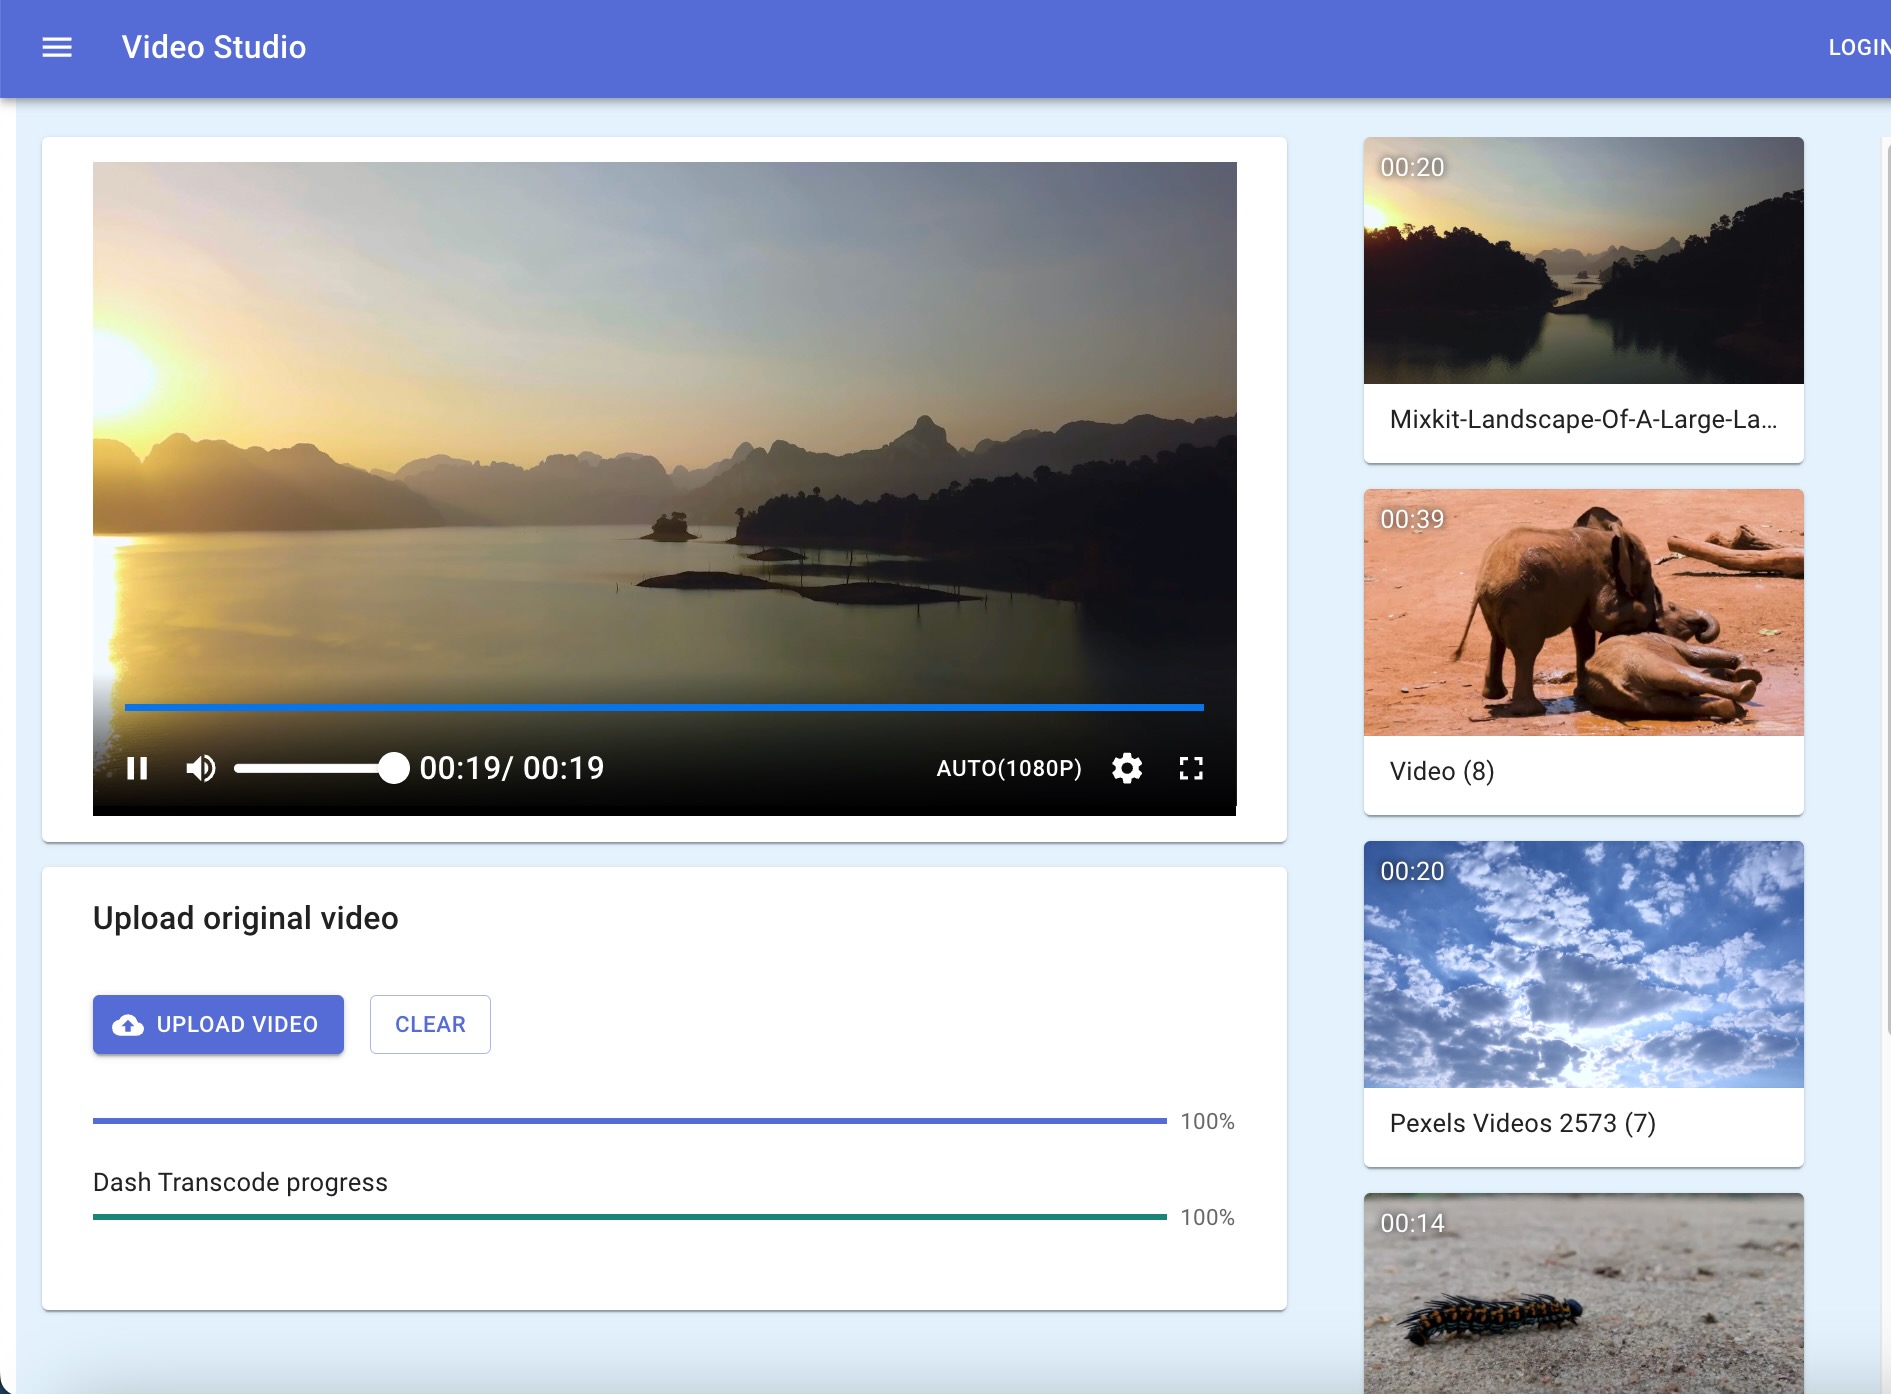 Video Studio
LOGIN
00:19/ 00:19
AUTO(1080P)
Upload original video
UPLOAD VIDEO
CLEAR
100%
Dash Transcode progress
100%
00:20
Mixkit-Landscape-Of-A-Large-La...
00:39
Video (8)
00:20
Pexels Videos 2573 (7)
00:14